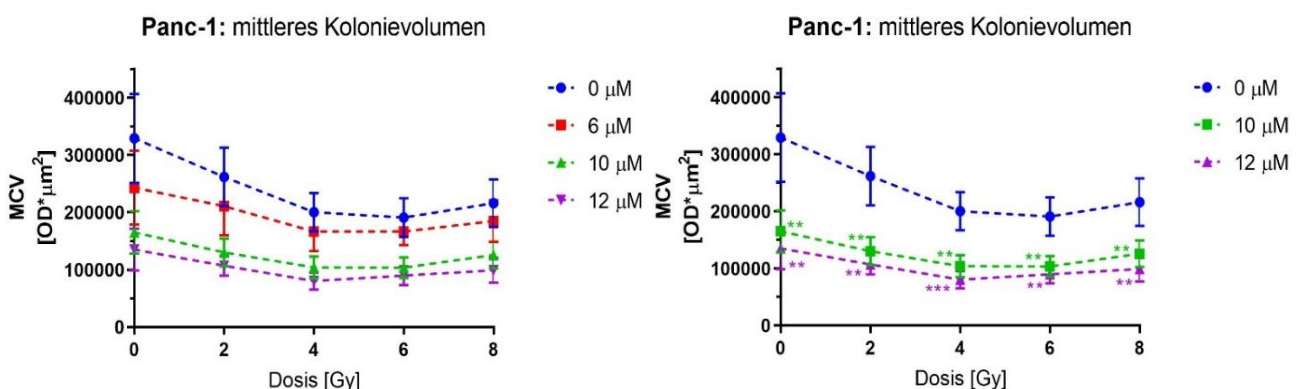 Panc-1: mittleres Kolonievolumen
MCV
[OD*µm²]
400000
300000
200000
100000
0
0 2 4 6 8
Dosis [Gy]
0 µM
6 µM
10 µM
12 µM
Panc-1: mittleres Kolonievolumen
MCV
[OD*µm²]
400000
300000
200000
100000
0
** ** ** ** **
** ** *** ** **
0 2 4 6 8
Dosis [Gy]
0 µM
10 µM
12 µM